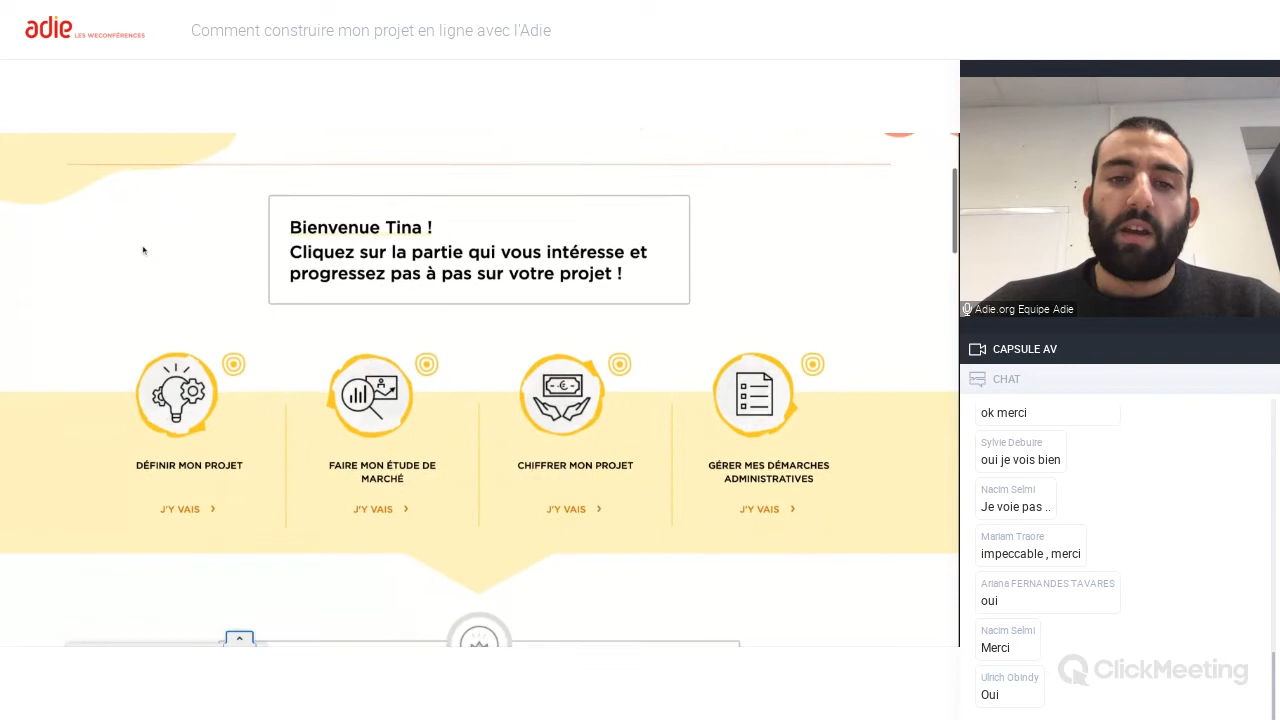 adie LES WECONFÉRENCES
Comment construire mon projet en ligne avec l'Adie
Bienvenue Tina !
Cliquez sur la partie qui vous intéresse et
progressez pas à pas sur votre projet !
DÉFINIR MON PROJET
J'Y VAIS >
FAIRE MON ÉTUDE DE
MARCHÉ
J'Y VAIS >
CHIFFRER MON PROJET
J'Y VAIS >
GÉRER MES DÉMARCHES
ADMINISTRATIVES
J'Y VAIS >
Adie.org Equipe Adie
CAPSULE AV
CHAT
ok merci
Sylvie Debuire
oui je vois bien
Nacim Selmi
Je voie pas ..
Mariam Traore
impeccable , merci
Ariana FERNANDES TAVARES
oui
Nacim Selmi
Merci
Ulrich Obindy
Oui
ClickMeeting